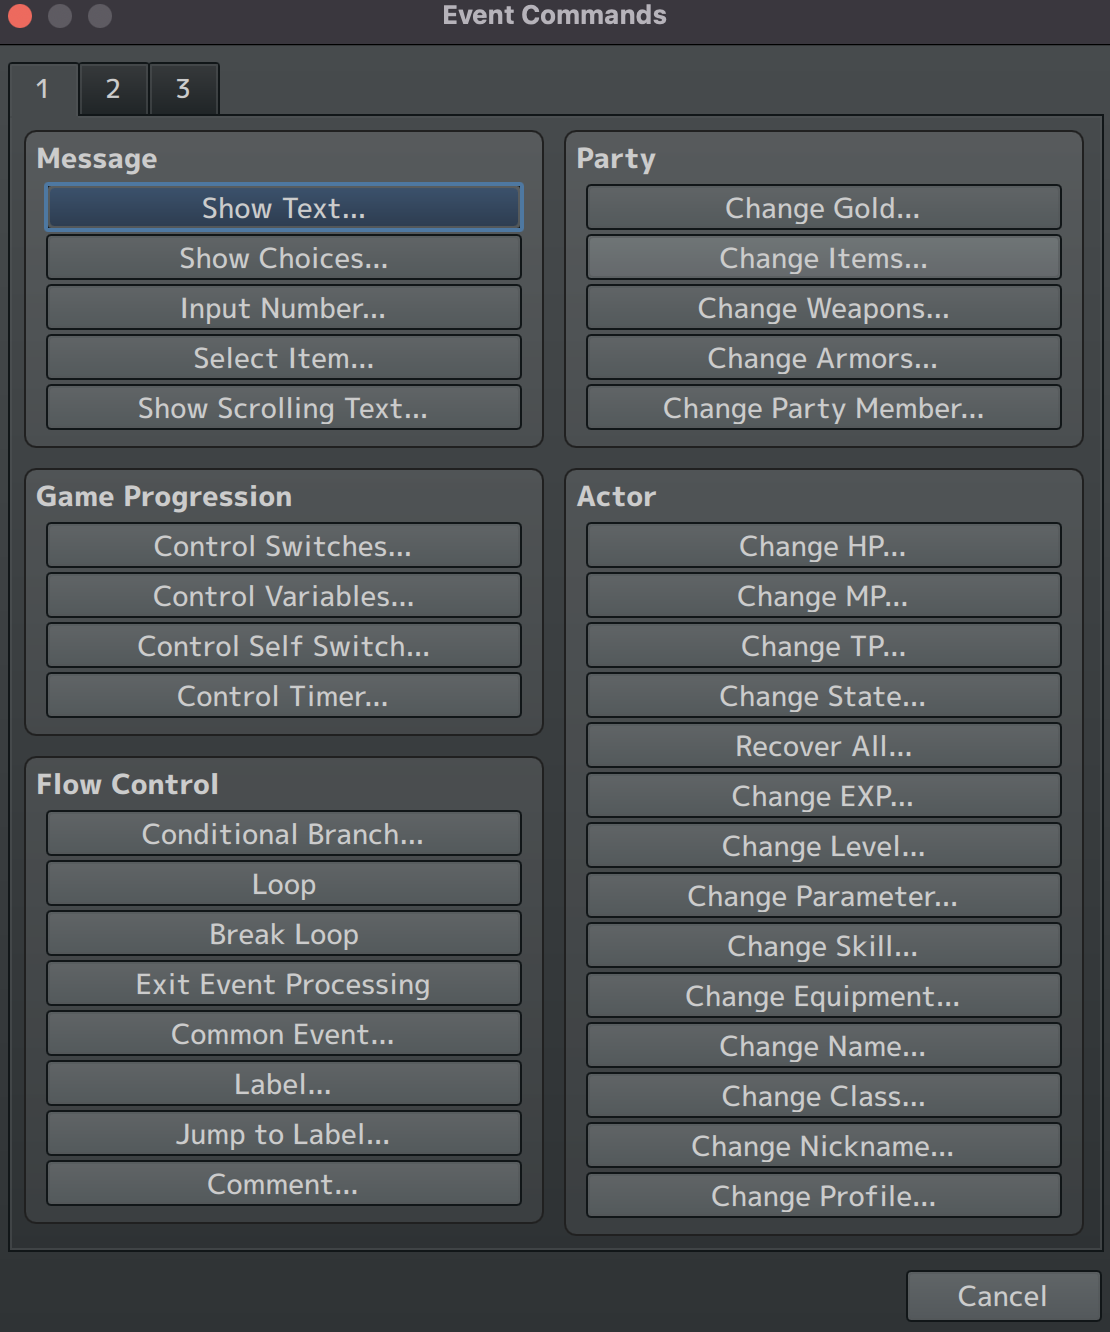 Event Commands
1
2
3
Message
Show Text...
Show Choices...
Input Number...
Select Item...
Show Scrolling Text...
Game Progression
Control Switches...
Control Variables...
Control Self Switch...
Control Timer...
Flow Control
Conditional Branch...
Loop
Break Loop
Exit Event Processing
Common Event...
Label...
Jump to Label...
Comment...
Party
Change Gold...
Change Items...
Change Weapons...
Change Armors...
Change Party Member...
Actor
Change HP...
Change MP...
Change TP...
Change State...
Recover All...
Change EXP...
Change Level...
Change Parameter...
Change Skill...
Change Equipment...
Change Name...
Change Class...
Change Nickname...
Change Profile...
Cancel